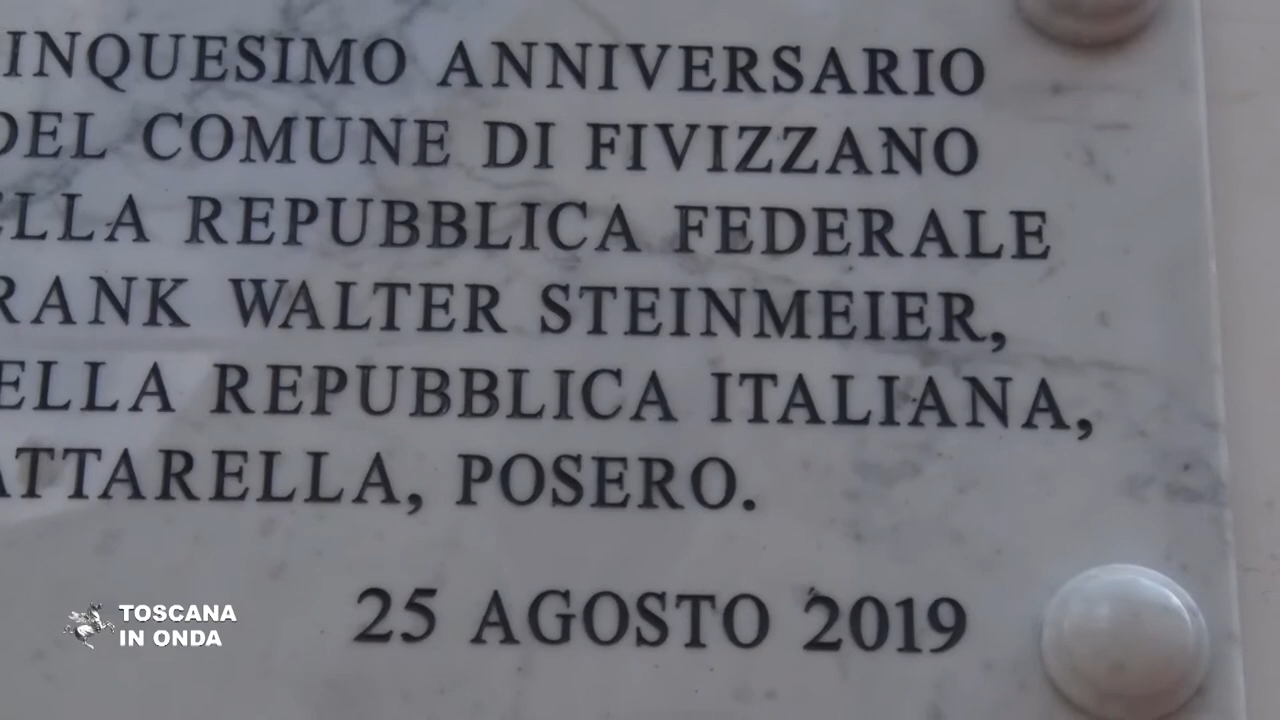 INQUESIMO ANNIVERSARIO
DEL COMUNE DI FIVIZZANO
ELLA REPUBBLICA FEDERALE
RANK WALTER STEINMEIER,
ELLA REPUBBLICA ITALIANA,
ATTARELLA, POSERO.
25 AGOSTO 2019
TOSCANA
IN ONDA